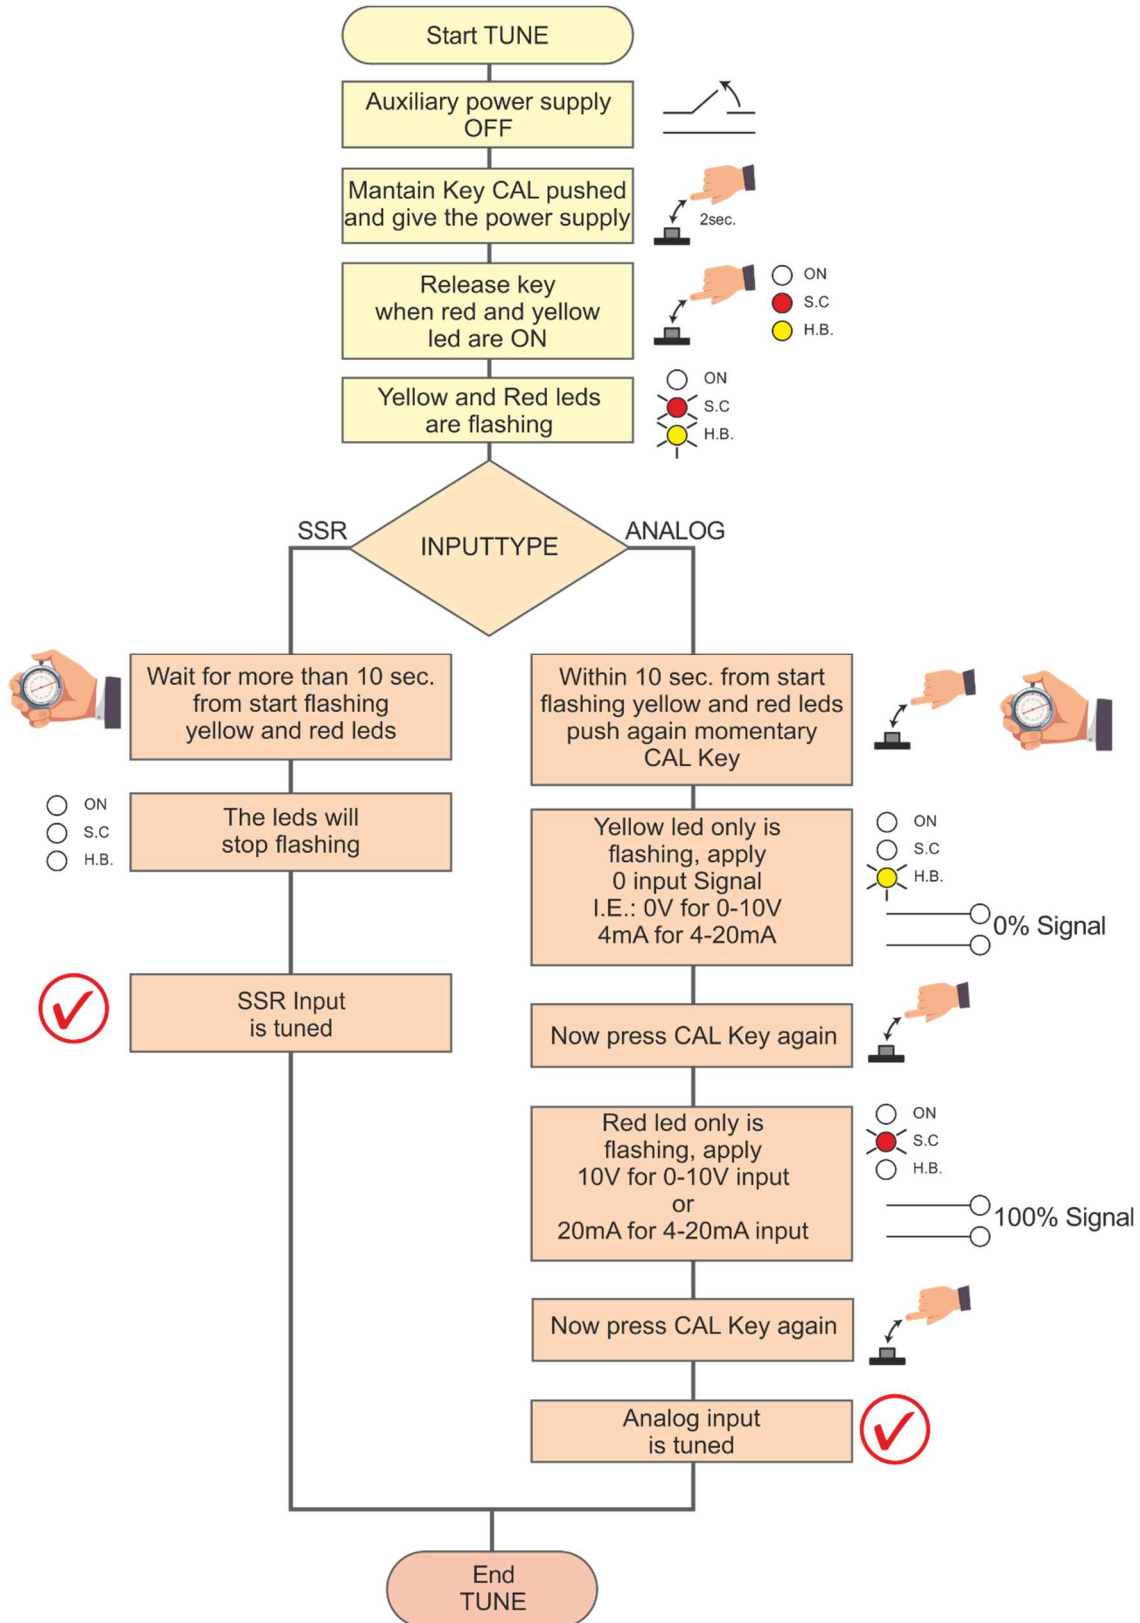 Start TUNE
Auxiliary power supply
OFF
Mantain Key CAL pushed
and give the power supply
2sec.
Release key
when red and yellow
led are ON
ON
S.C
H.B.
Yellow and Red leds
are flashing
ON
S.C
H.B.
SSR
INPUTTYPE
ANALOG
Wait for more than 10 sec.
from start flashing
yellow and red leds
The leds will
stop flashing
ON
S.C
H.B.
SSR Input
is tuned
Within 10 sec. from start
flashing yellow and red leds
push again momentary
CAL Key
Yellow led only is
flashing, apply
0 input Signal
I.E.: 0V for 0-10V
4mA for 4-20mA
ON
S.C
H.B.
0% Signal
Now press CAL Key again
Red led only is
flashing, apply
10V for 0-10V input
or
20mA for 4-20mA input
ON
S.C
H.B.
100% Signal
Now press CAL Key again
Analog input
is tuned
End
TUNE